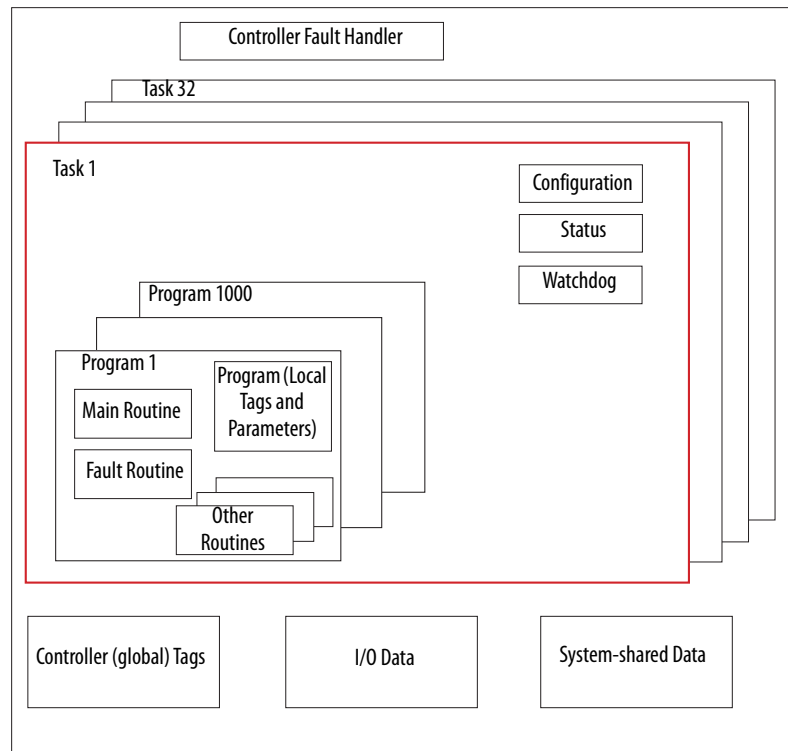 Controller Fault Handler
Task 32
Task 1
Configuration
Status
Watchdog
Program 1000
Program 1
Program (Local
Tags and
Parameters)
Main Routine
Fault Routine
Other
Routines
Controller (global) Tags
I/O Data
System-shared Data